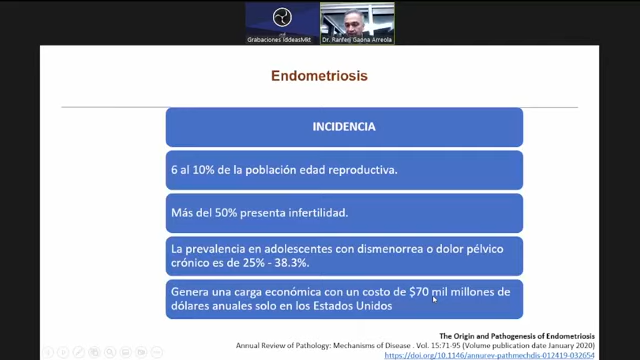 Grabaciones IddeasMkt
Dr. Ranferi Gaona Arreola
Endometriosis
INCIDENCIA
6 al 10% de la población edad reproductiva.
Más del 50% presenta infertilidad.
La prevalencia en adolescentes con dismenorrea o dolor pélvico
crónico es de 25% - 38.3%.
Genera una carga económica con un costo de $70 mil millones de
dólares anuales solo en los Estados Unidos
The Origin and Pathogenesis of Endometriosis
Annual Review of Pathology: Mechanisms of Disease . Vol. 15:71-95 (Volume publication date January 2020)
https://doi.org/10.1146/annurev-pathmechdis-012419-032654